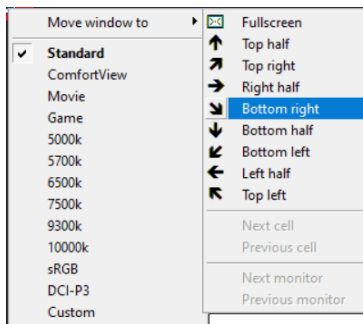 Move window to
Standard
ComfortView
Movie
Game
5000k
5700k
6500k
7500k
9300k
10000k
sRGB
DCI-P3
Custom
Fullscreen
Top half
Top right
Right half
Bottom right
Bottom half
Bottom left
Left half
Top left
Next cell
Previous cell
Next monitor
Previous monitor